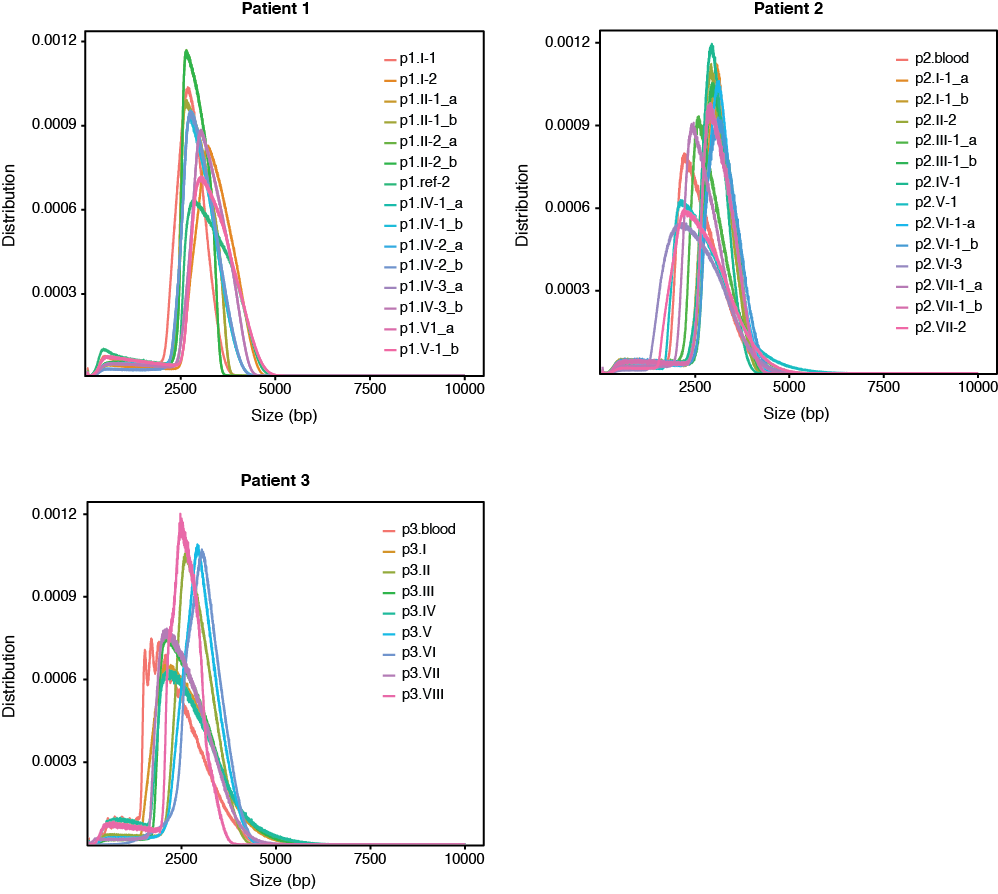 Patient 1
0.0012
0.0009
0.0006
0.0003
Distribution
2500
5000
7500
10000
Size (bp)
p1.I-1
p1.I-2
p1.II-1_a
p1.II-1_b
p1.II-2_a
p1.II-2_b
p1.ref-2
p1.IV-1_a
p1.IV-1_b
p1.IV-2_a
p1.IV-2_b
p1.IV-3_a
p1.IV-3_b
p1.V1_a
p1.V-1_b
Patient 2
0.0012
0.0009
0.0006
0.0003
Distribution
2500
5000
7500
10000
Size (bp)
p2.blood
p2.I-1_a
p2.I-1_b
p2.II-2
p2.III-1_a
p2.III-1_b
p2.IV-1
p2.V-1
p2.VI-1-a
p2.VI-1_b
p2.VI-3
p2.VII-1_a
p2.VII-1_b
p2.VII-2
Patient 3
0.0012
0.0009
0.0006
0.0003
Distribution
2500
5000
7500
10000
Size (bp)
p3.blood
p3.I
p3.II
p3.III
p3.IV
p3.V
p3.VI
p3.VII
p3.VIII